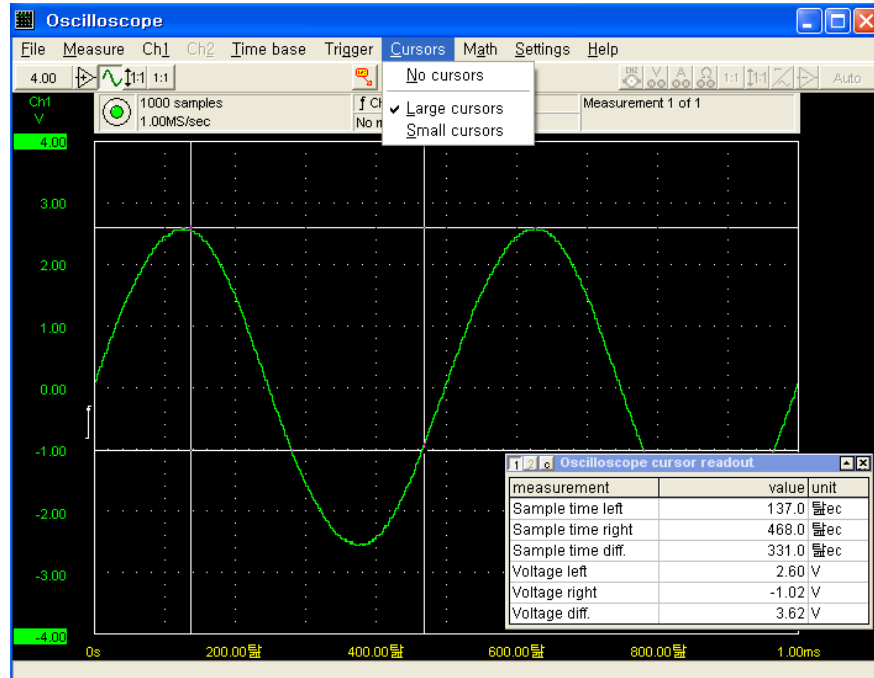 Oscilloscope
File Measure Ch1 Ch2 Time base Trigger Cursors Math Settings Help
4.00 1:1 1:1 1:1 1:1 Auto
No cursors
Large cursors
Small cursors
Ch1
V
1000 samples
1.00MS/sec
Measurement 1 of 1
4.00
3.00
2.00
1.00
0.00
-1.00
-2.00
-3.00
-4.00
1 2 c Oscilloscope cursor readout
measurement value unit
Sample time left 137.0 탎ec
Sample time right 468.0 탎ec
Sample time diff. 331.0 탎ec
Voltage left 2.60 V
Voltage right -1.02 V
Voltage diff. 3.62 V
0s 200.00탎 400.00탎 600.00탎 800.00탎 1.00ms